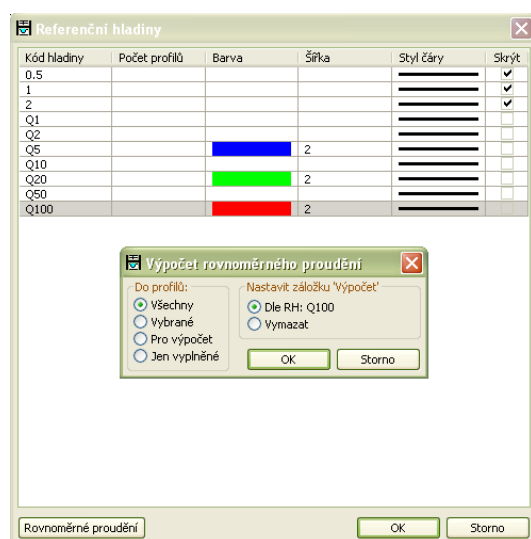 Referenční hladiny
Kód hladiny Počet profilů Barva Šířka Styl čáry Skrýt
0.5
1
2
Q1
Q2
Q5 2
Q10
Q20 2
Q50
Q100 2
Výpočet rovnoměrného proudění
Do profilů: Nastavit záložku 'Výpočet'
Všechny Dle RH: Q100
Vybrané Vymazat
Pro výpočet
Jen vyplněné OK Storno
Rovnoměrné proudění OK Storno